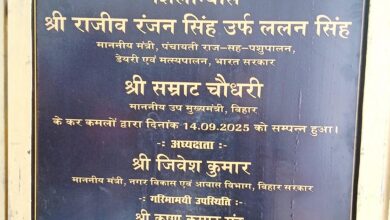 शिलान्यास
श्री राजीव रंजन सिंह उर्फ ललन सिंह
माननीय मंत्री, पंचायती राज-सह-पशुपालन,
डेयरी एवं मत्स्यपालन, भारत सरकार
श्री सम्राट चौधरी
माननीय उप मुख्यमंत्री, बिहार
के कर कमलों द्वारा दिनांक 14.09.2025 को सम्पन्न हुआ।
-: अध्यक्षता :-
श्री जिवेश कुमार
माननीय मंत्री, नगर विकास एवं आवास विभाग, बिहार सरकार
-: गरिमामयी उपस्थिति :-
श्री